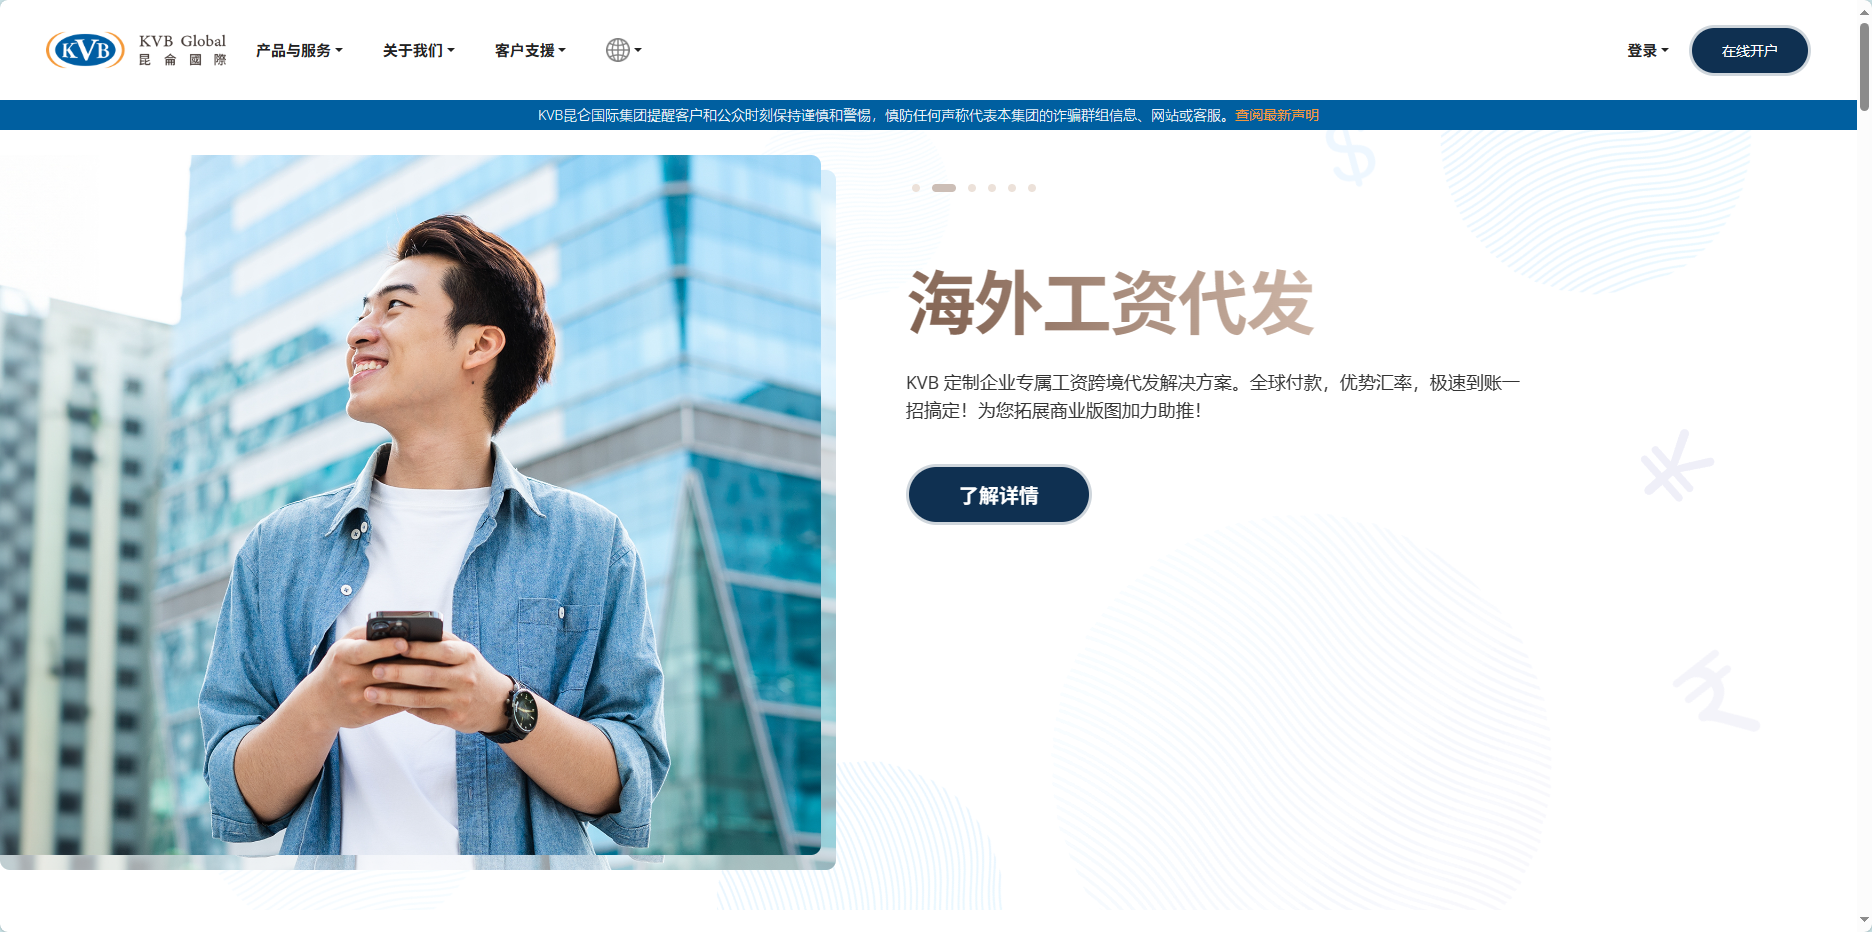 KVB
KVB Global
昆侖國際
产品与服务
关于我们
客户支援
登录
在线开户
KVB昆仑国际集团提醒客户和公众时刻保持谨慎和警惕，慎防任何声称代表本集团的诈骗群组信息、网站或客服。查阅最新声明
海外工资代发
KVB 定制企业专属工资跨境代发解决方案。全球付款，优势汇率，极速到账一
招搞定！为您拓展商业版图加力助推！
了解详情